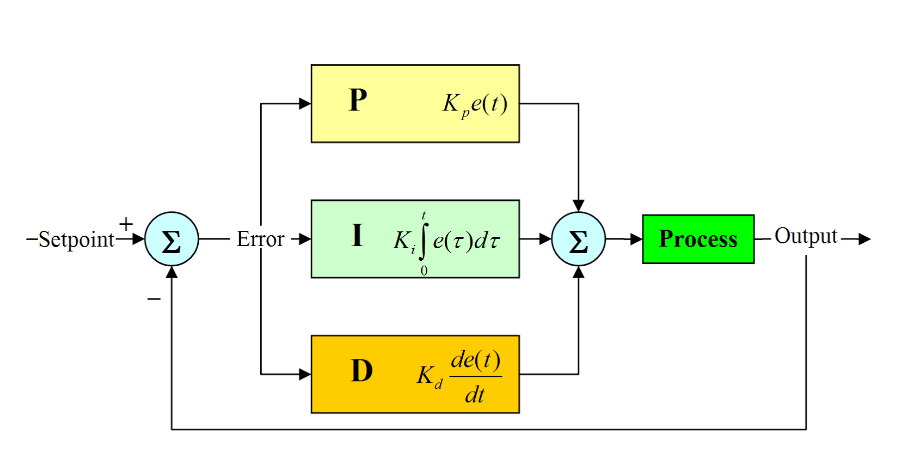 P K_p e(t)
+
–Setpoint
Σ
Error
I K_i ∫_0^t e(τ)dτ
Σ
Process
Output
–
D K_d de(t)/dt